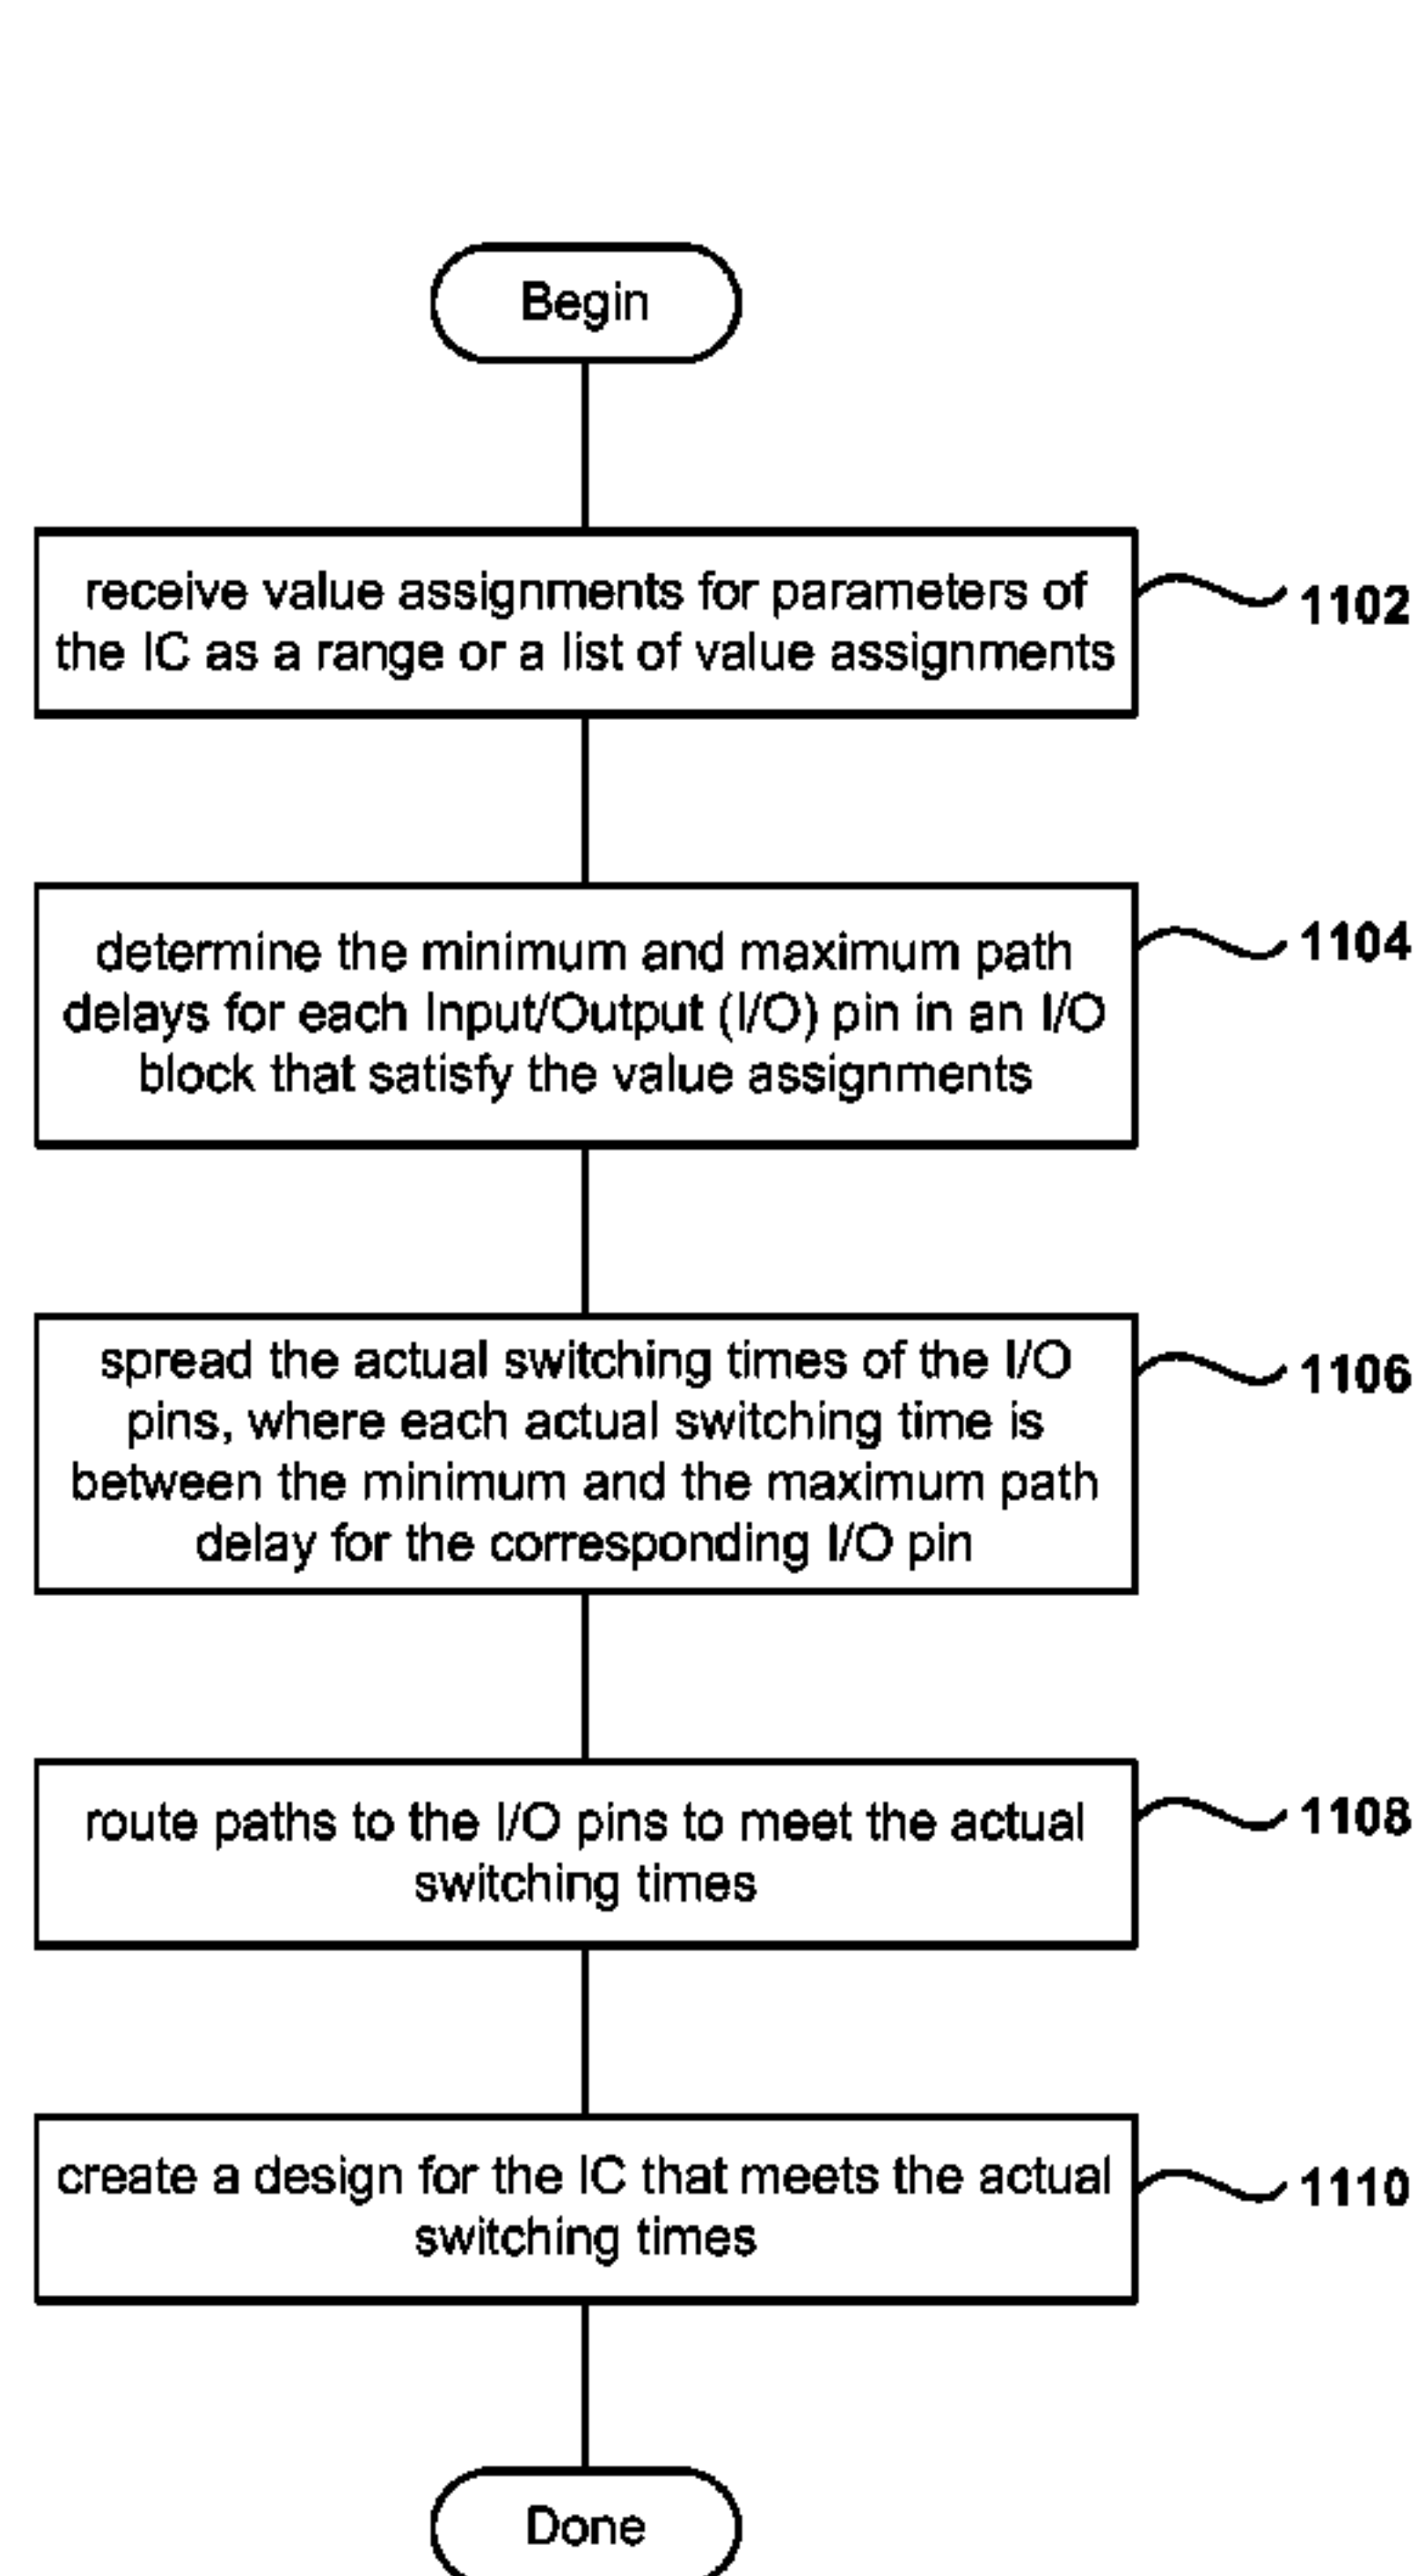 Begin
receive value assignments for parameters of
the IC as a range or a list of value assignments
1102
determine the minimum and maximum path
delays for each Input/Output (I/O) pin in an I/O
block that satisfy the value assignments
1104
spread the actual switching times of the I/O
pins, where each actual switching time is
between the minimum and the maximum path
delay for the corresponding I/O pin
1106
route paths to the I/O pins to meet the actual
switching times
1108
create a design for the IC that meets the actual
switching times
1110
Done